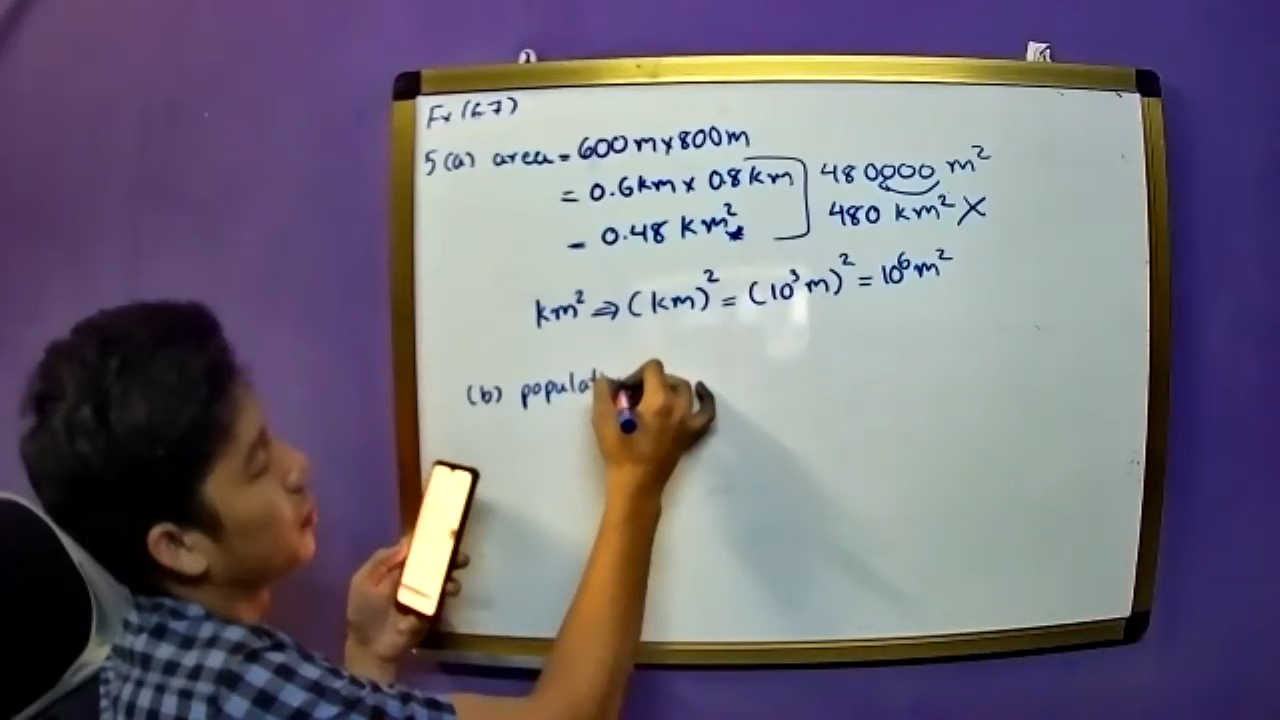 Ex (6.7)
5(a) area = 600m x 800m
= 0.6km x 0.8km
= 0.48 km²
480000 m²
480 km² X
km² ⇒ (km)² = (10³m)² = 10⁶m²
(b) populat